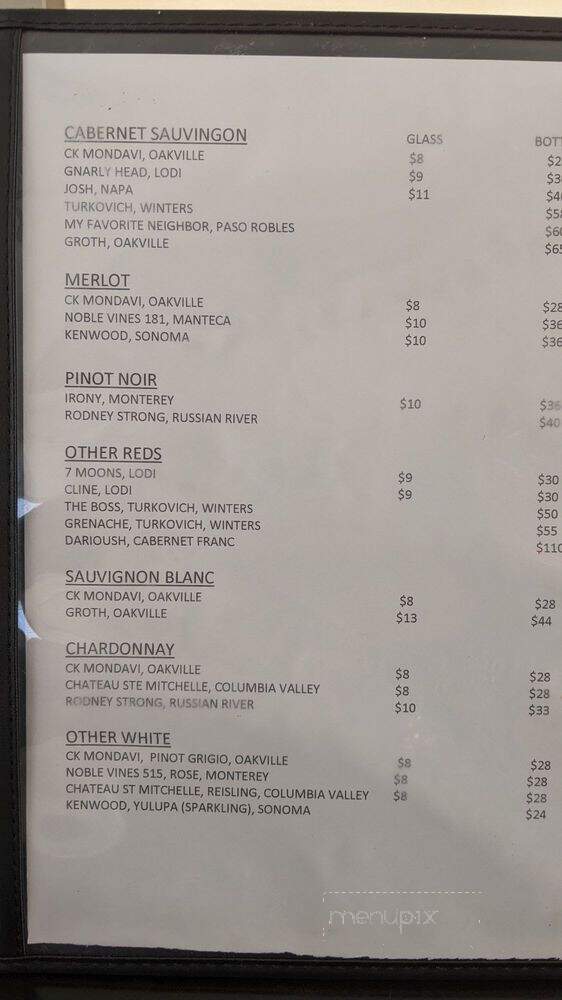 CABERNET SAUVINGON GLASS
CK MONDAVI, OAKVILLE $8
GNARLY HEAD, LODI $9
JOSH, NAPA $11
TURKOVICH, WINTERS
MY FAVORITE NEIGHBOR, PASO ROBLES
GROTH, OAKVILLE
MERLOT
CK MONDAVI, OAKVILLE $8 $28
NOBLE VINES 181, MANTECA $10 $36
KENWOOD, SONOMA $10 $36
PINOT NOIR
IRONY, MONTEREY $10 $36
RODNEY STRONG, RUSSIAN RIVER $40
OTHER REDS
7 MOONS, LODI $9 $30
CLINE, LODI $9 $30
THE BOSS, TURKOVICH, WINTERS $50
GRENACHE, TURKOVICH, WINTERS $55
DARIOUSH, CABERNET FRANC $110
SAUVIGNON BLANC
CK MONDAVI, OAKVILLE $8 $28
GROTH, OAKVILLE $13 $44
CHARDONNAY
CK MONDAVI, OAKVILLE $8 $28
CHATEAU STE MITCHELLE, COLUMBIA VALLEY $8 $28
RODNEY STRONG, RUSSIAN RIVER $10 $33
OTHER WHITE
CK MONDAVI, PINOT GRIGIO, OAKVILLE $8 $28
NOBLE VINES 515, ROSE, MONTEREY $8 $28
CHATEAU ST MITCHELLE, REISLING, COLUMBIA VALLEY $8 $28
KENWOOD, YULUPA (SPARKLING), SONOMA $24
menupix